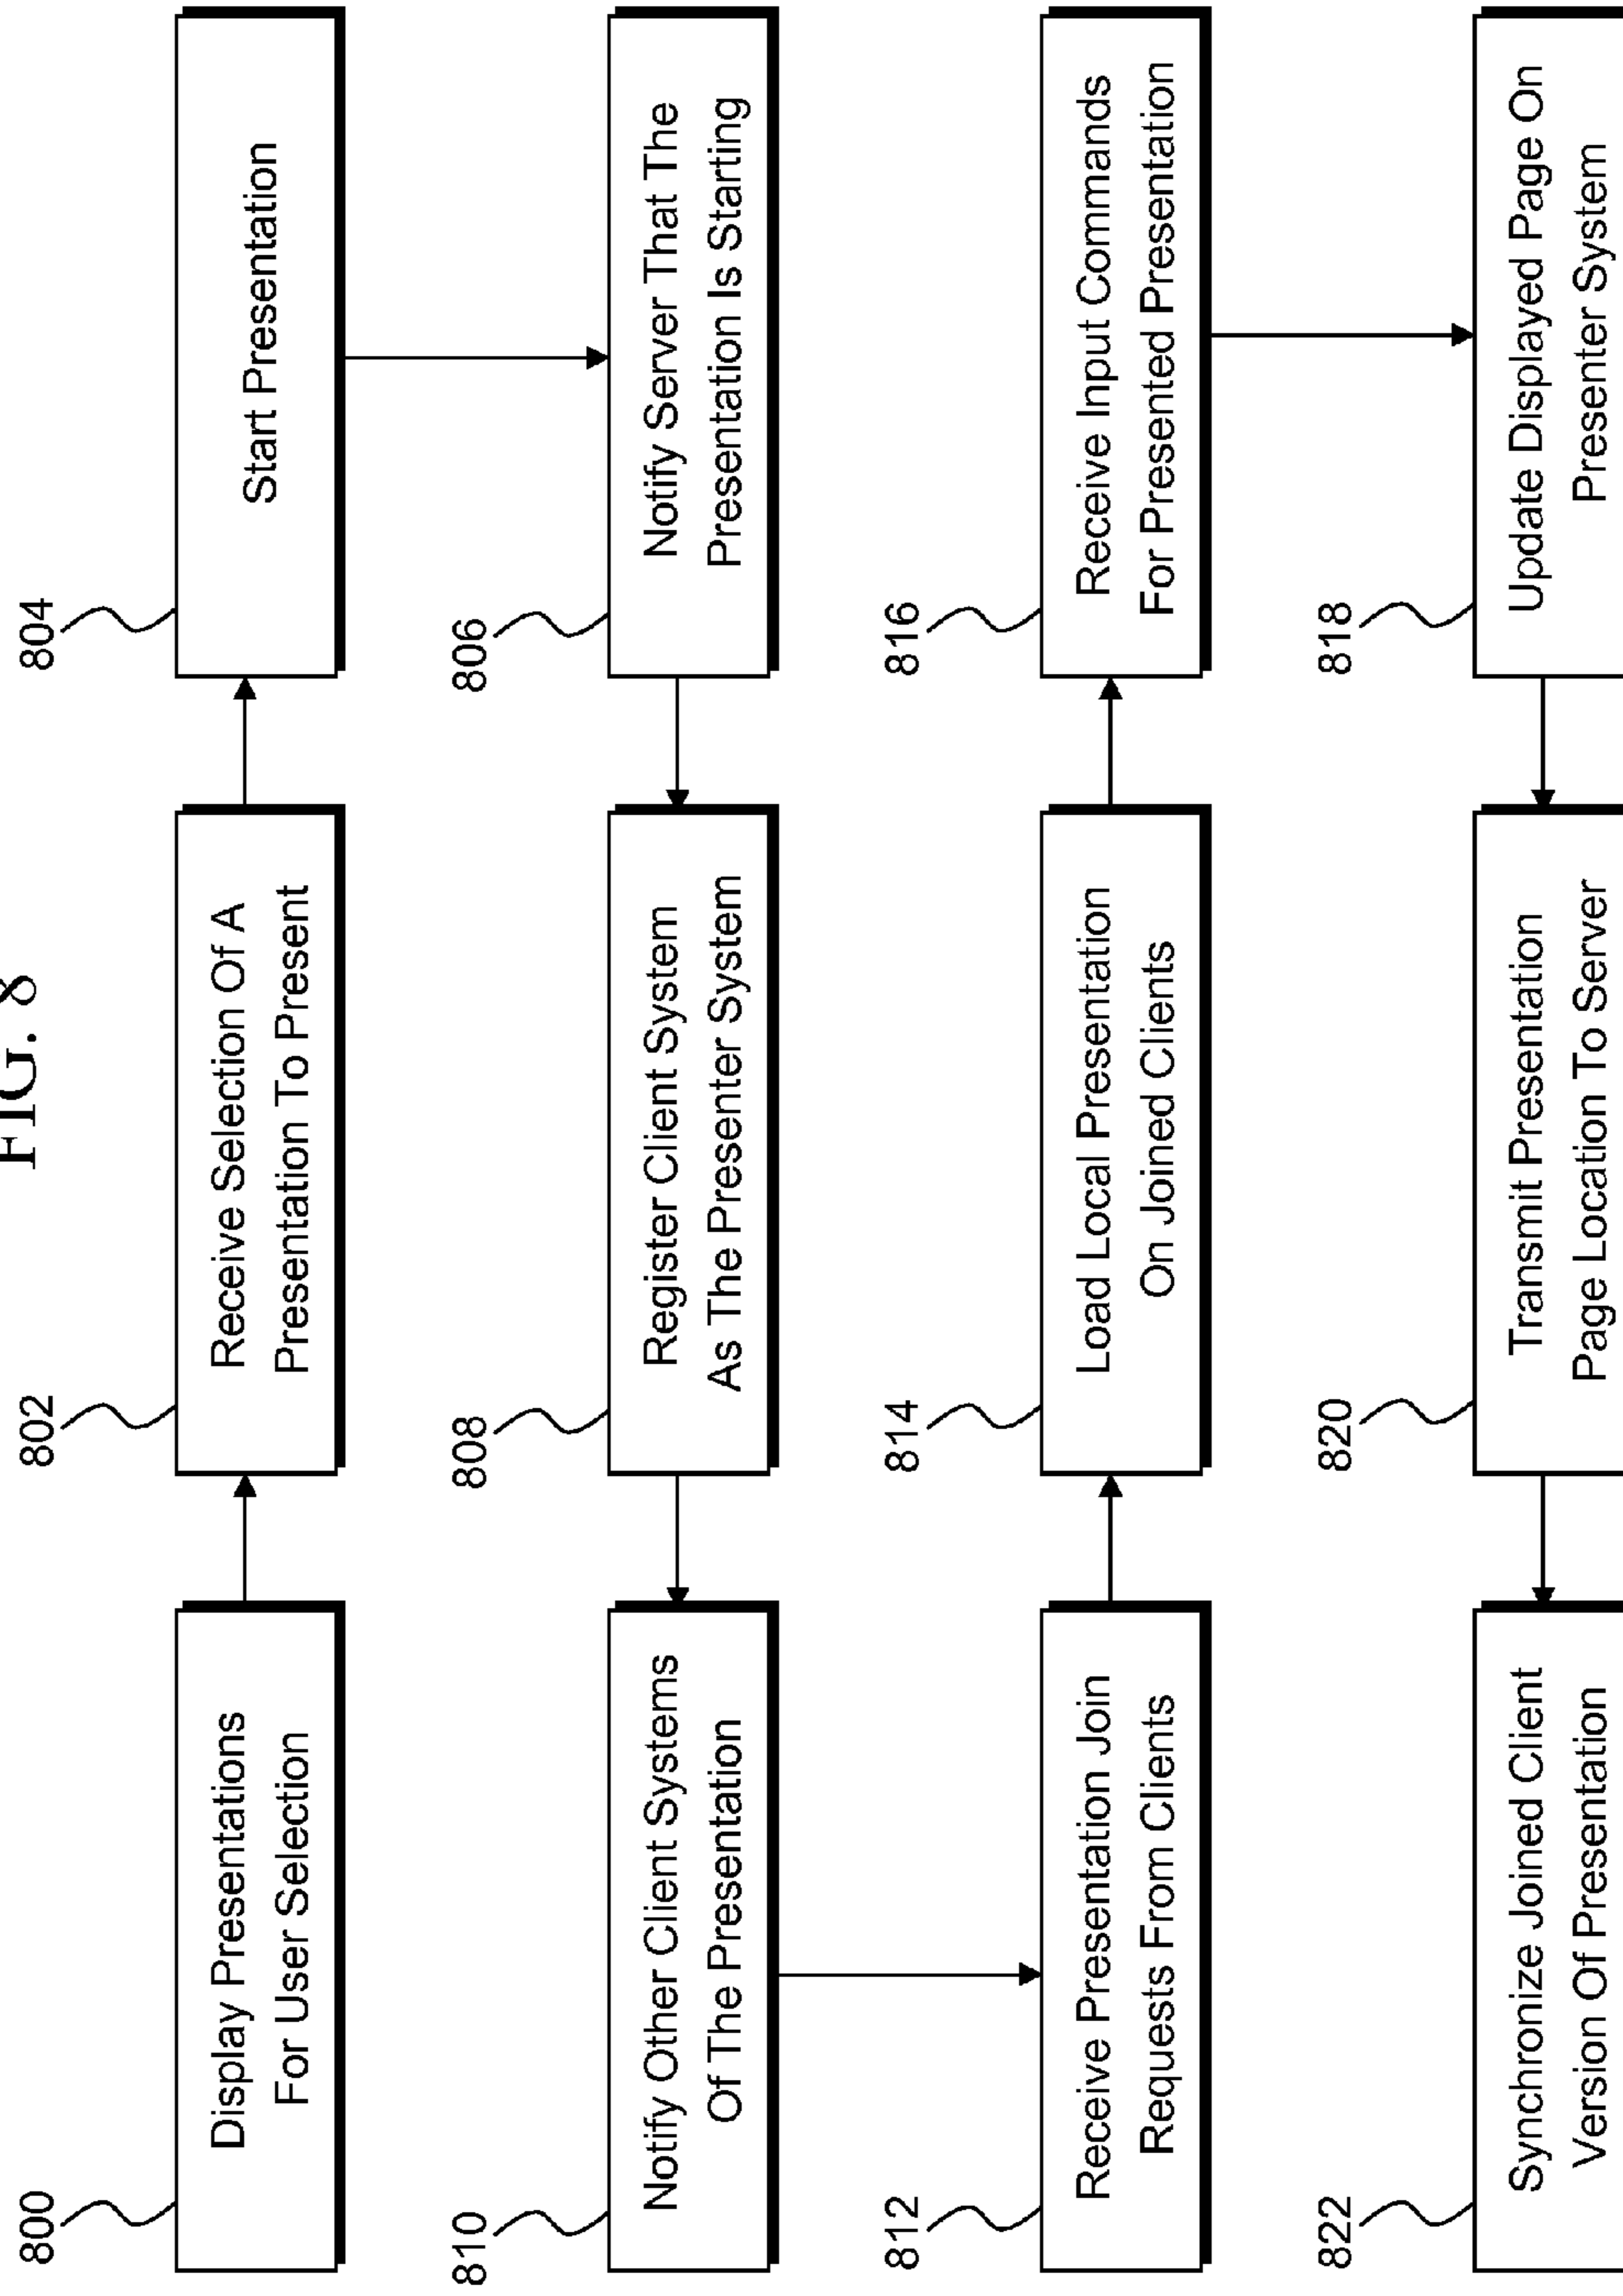 FIG. 8
800
Display Presentations
For User Selection
802
Receive Selection Of A
Presentation To Present
804
Start Presentation
806
Notify Server That The
Presentation Is Starting
808
Register Client System
As The Presenter System
810
Notify Other Client Systems
Of The Presentation
812
Receive Presentation Join
Requests From Clients
814
Load Local Presentation
On Joined Clients
816
Receive Input Commands
For Presented Presentation
818
Update Displayed Page On
Presenter System
820
Transmit Presentation
Page Location To Server
822
Synchronize Joined Client
Version Of Presentation